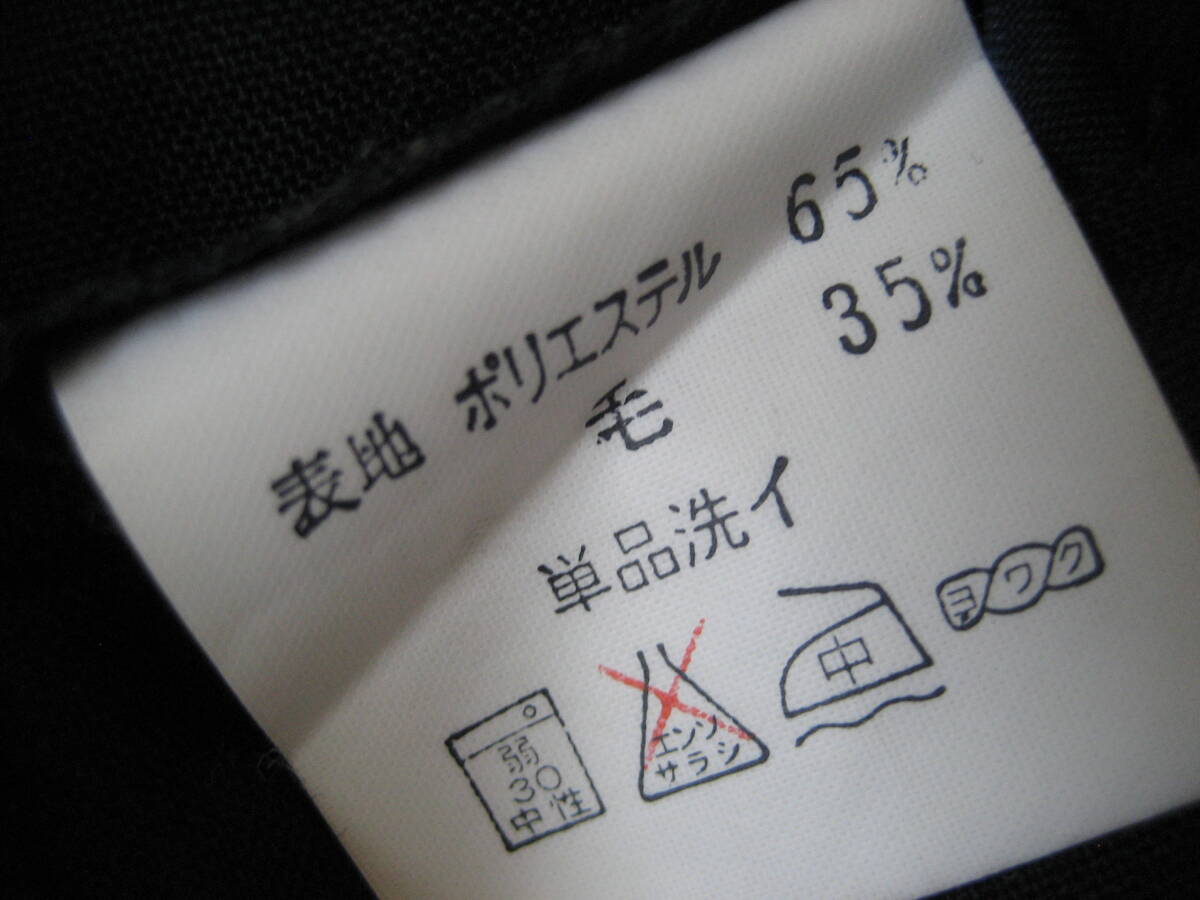 表地 ポリエステル 65%
毛 35%
単品洗イ
弱 30 中性
エンソ
サラシ
中
ヨワク